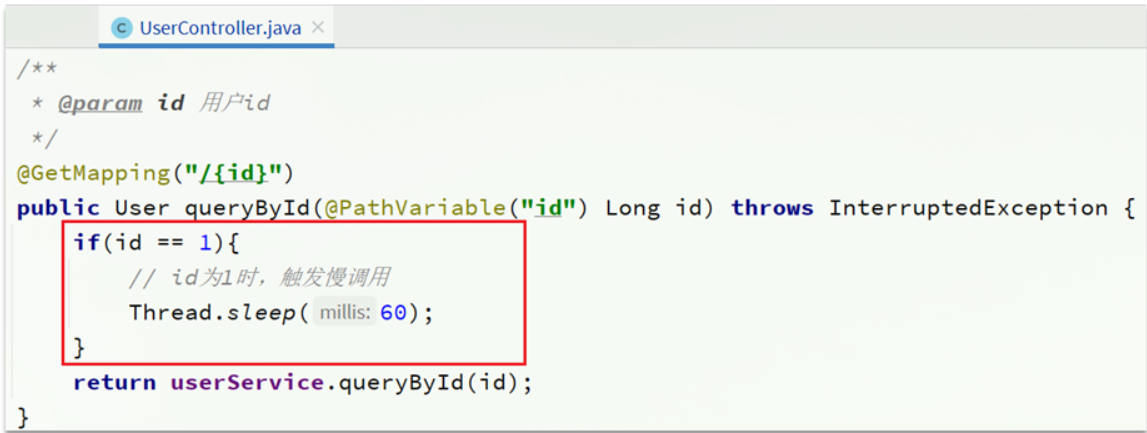 C UserController.java ×
/**
 * @param id 用户id
 */
@GetMapping("/{id}")
public User queryById(@PathVariable("id") Long id) throws InterruptedException {
    if(id == 1){
        // id为1时，触发慢调用
        Thread.sleep( millis: 60);
    }
    return userService.queryById(id);
}